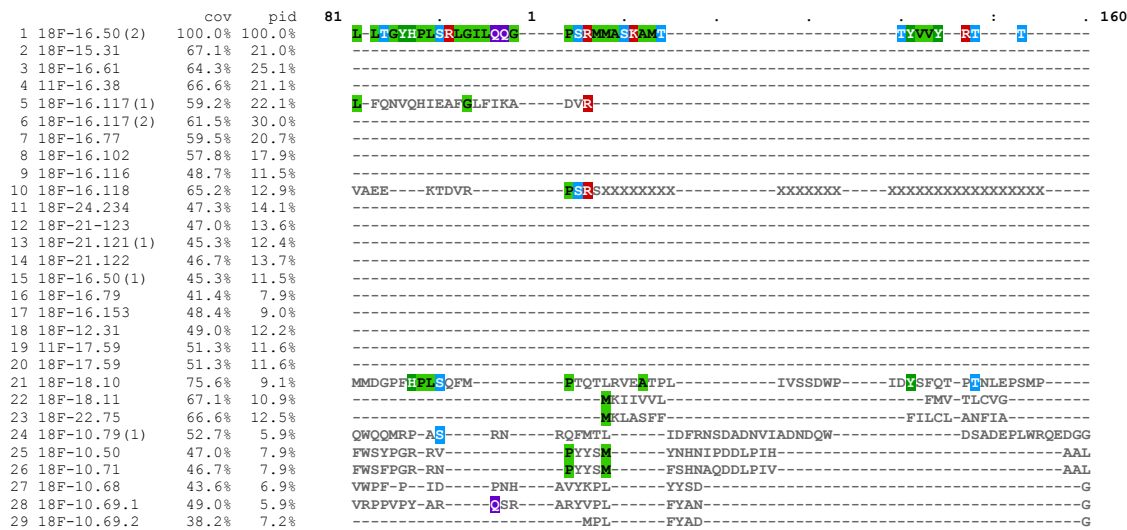 cov pid 81 . 1 . . . . : . 160
1 18F-16.50(2) 100.0% 100.0% L-LTGYHPLSRLGILQQG-----PSRMMASKAMT-------------------------TYVVY--RT----T-------
2 18F-15.31 67.1% 21.0% --------------------------------------------------------------------------------
3 18F-16.61 64.3% 25.1% --------------------------------------------------------------------------------
4 11F-16.38 66.6% 21.1% --------------------------------------------------------------------------------
5 18F-16.117(1) 59.2% 22.1% L-FQNVQHIEAFGLFIKA-----DVR------------------------------------------------------
6 18F-16.117(2) 61.5% 30.0% --------------------------------------------------------------------------------
7 18F-16.77 59.5% 20.7% --------------------------------------------------------------------------------
8 18F-16.102 57.8% 17.9% --------------------------------------------------------------------------------
9 18F-16.116 48.7% 11.5% --------------------------------------------------------------------------------
10 18F-16.118 65.2% 12.9% VAEE----KTDVR----------PSRSXXXXXXXX-----------XXXXXXX-----XXXXXXXXXXXXXXXXX-----
11 18F-24.234 47.3% 14.1% --------------------------------------------------------------------------------
12 18F-21-123 47.0% 13.6% --------------------------------------------------------------------------------
13 18F-21.121(1) 45.3% 12.4% --------------------------------------------------------------------------------
14 18F-21.122 46.7% 13.7% --------------------------------------------------------------------------------
15 18F-16.50(1) 45.3% 11.5% --------------------------------------------------------------------------------
16 18F-16.79 41.4% 7.9% --------------------------------------------------------------------------------
17 18F-16.153 48.4% 9.0% --------------------------------------------------------------------------------
18 18F-12.31 49.0% 12.2% --------------------------------------------------------------------------------
19 11F-17.59 51.3% 11.6% --------------------------------------------------------------------------------
20 18F-17.59 51.3% 11.6% --------------------------------------------------------------------------------
21 18F-18.10 75.6% 9.1% MMDGPFHPLSQFM----------PTQTLRVEATPL-----------IVSSDWP-----IDYSFQT-PTNLEPSMP-----
22 18F-18.11 67.1% 10.9% ---------------------------MKIIVVL----------------------------FMV-TLCVG---------
23 18F-22.75 66.6% 12.5% ---------------------------MKLASFF--------------------------FILCL-ANFIA---------
24 18F-10.79(1) 52.7% 5.9% QWQQMRP-AS-----RN-----RQFMTL------IDFRNSDADNVIADNDQW--------------DSADEPLWRQEDGG
25 18F-10.50 47.0% 7.9% FWSYPGR-RV-------------PYYSM------YNHNIPDDLPIH-------------------------------AAL
26 18F-10.71 46.7% 7.9% FWSFPGR-RN-------------PYYSM------FSHNAQDDLPIV-------------------------------AAL
27 18F-10.68 43.6% 6.9% VWPF-P--ID-----PNH----AVYKPL------YYSD-----------------------------------------G
28 18F-10.69.1 49.0% 5.9% VRPPVPY-AR-----QSR----ARYVPL------FYAN-----------------------------------------G
29 18F-10.69.2 38.2% 7.2% -------------------------MPL------FYAD-----------------------------------------G